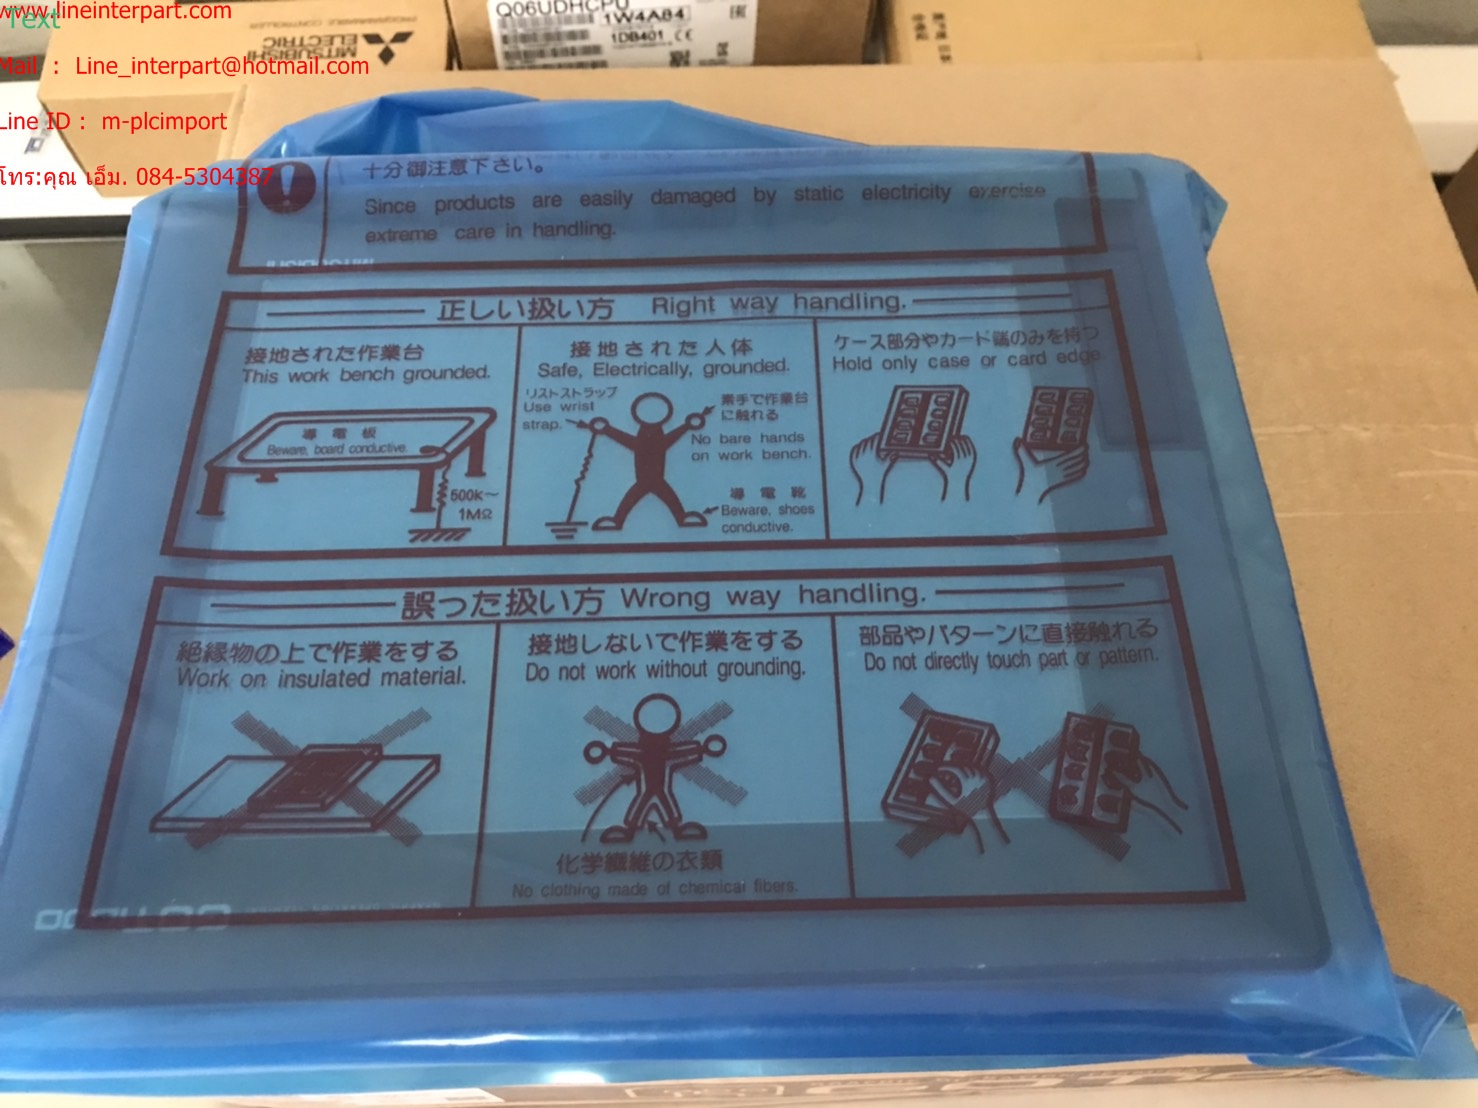 www.lineinterpart.com
Text
Mail : Line_interpart@hotmail.com
Line ID : m-plcimport
โทร:คุณ เอ็ม. 084-5304387
MITSUBISHI
ELECTRIC
PROGRAMMABLE CONTROLLER
Q06UDHCPU
1W4A84
1DB401
十分御注意下さい。
Since products are easily damaged by static electricity exercise
extreme care in handling.
正しい扱い方 Right way handling.
接地された作業台
This work bench grounded.
導電板
Beware, board conductive.
500K～
1MΩ
接地された人体
Safe, Electrically, grounded.
リストストラップ
Use wrist
strap.
素手で作業台
に触れる
No bare hands
on work bench.
導電靴
Beware, shoes
conductive.
ケース部分やカード端のみを持つ
Hold only case or card edge.
誤った扱い方 Wrong way handling.
絶縁物の上で作業をする
Work on insulated material.
接地しないで作業をする
Do not work without grounding.
化学繊維の衣類
No clothing made of chemical fibers.
部品やパターンに直接触れる
Do not directly touch part or pattern.